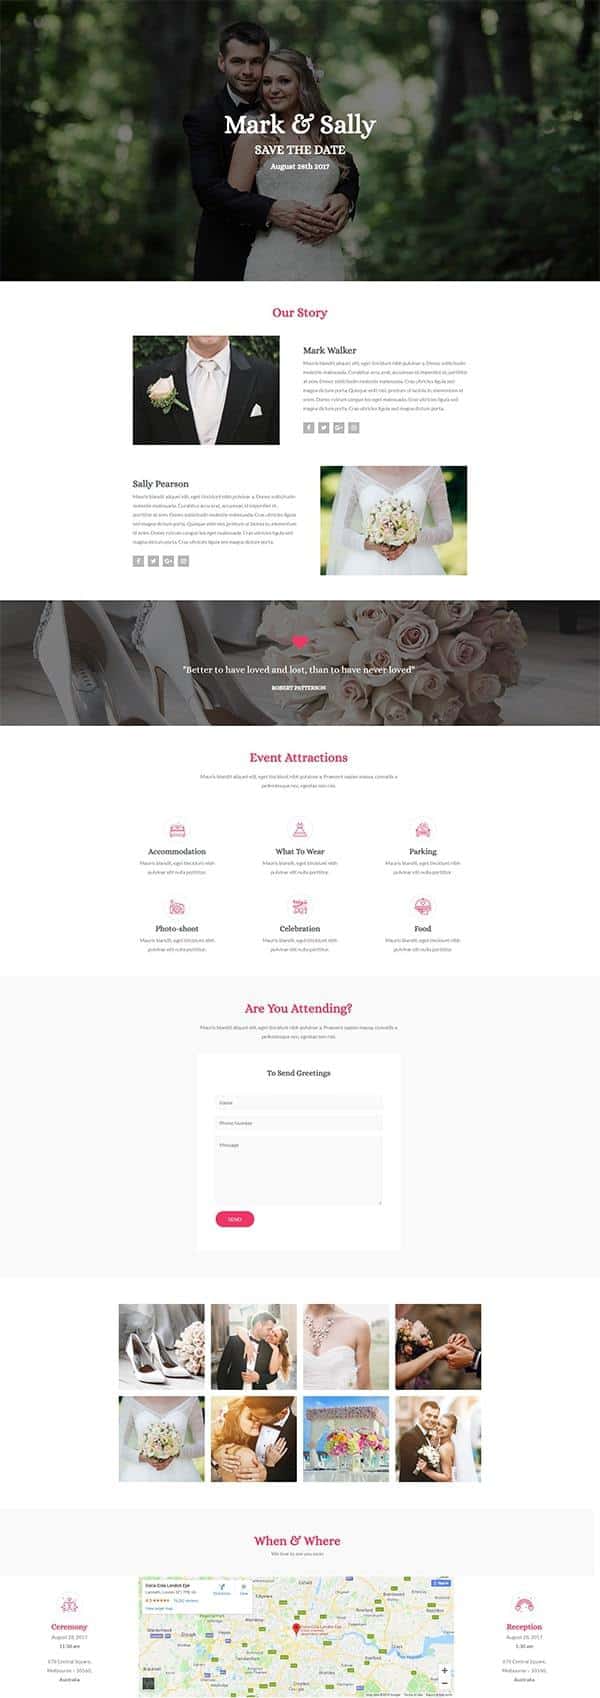 Mark & Sally
SAVE THE DATE
August 28th 2017
Our Story
Mark Walker
Mauris blandit aliquet elit, eget tincidunt nibh pulvinar a. Donec sollicitudin
molestie malesuada. Curabitur arcu erat, accumsan id imperdiet et, porttitor at
sem. Donec sollicitudin molestie malesuada. Cras ultricies ligula sed
magna dictum porta. Quisque velit nisi, pretium ut lacinia in, elementum id
enim. Donec rutrum congue leo eget malesuada. Cras ultricies ligula sed
magna dictum porta.
Sally Pearson
Mauris blandit aliquet elit, eget tincidunt nibh pulvinar a. Donec sollicitudin
molestie malesuada. Curabitur arcu erat, accumsan id imperdiet et,
porttitor at sem. Donec sollicitudin molestie malesuada. Cras ultricies ligula sed
magna dictum porta. Quisque velit nisi, pretium ut lacinia in, elementum
id enim. Donec rutrum congue leo eget malesuada. Cras ultricies ligula sed
magna dictum porta. Cras ultricies ligula sed magna dictum porta.
"Better to have loved and lost, than to have never loved"
ROBERT PATTERSON
Event Attractions
Mauris blandit aliquet elit, eget tincidunt nibh pulvinar a. Praesent sapien massa, convallis a
pellentesque nec, egestas non nisi.
Accommodation
Mauris blandit, eget tincidunt nibh
pulvinar elit nulla porttitor.
What To Wear
Mauris blandit, eget tincidunt nibh
pulvinar elit nulla porttitor.
Parking
Mauris blandit, eget tincidunt nibh
pulvinar elit nulla porttitor.
Photo-shoot
Mauris blandit, eget tincidunt nibh
pulvinar elit nulla porttitor.
Celebration
Mauris blandit, eget tincidunt nibh
pulvinar elit nulla porttitor.
Food
Mauris blandit, eget tincidunt nibh
pulvinar elit nulla porttitor.
Are You Attending?
Mauris blandit aliquet elit, eget tincidunt nibh pulvinar a. Praesent sapien massa, convallis a
pellentesque nec, egestas non nisi.
To Send Greetings
Name
Phone Number
Message
SEND
When & Where
We love to see you soon
Ceremony
August 28, 2017
11:30 am
Melbourne - 30160,
Australia
Coca-Cola London Eye
Directions
Save
View larger map
Sign in
Coca-Cola London Eye
Slough
Reception
August 28, 2017
1:30 am
Melbourne - 30160,
Australia